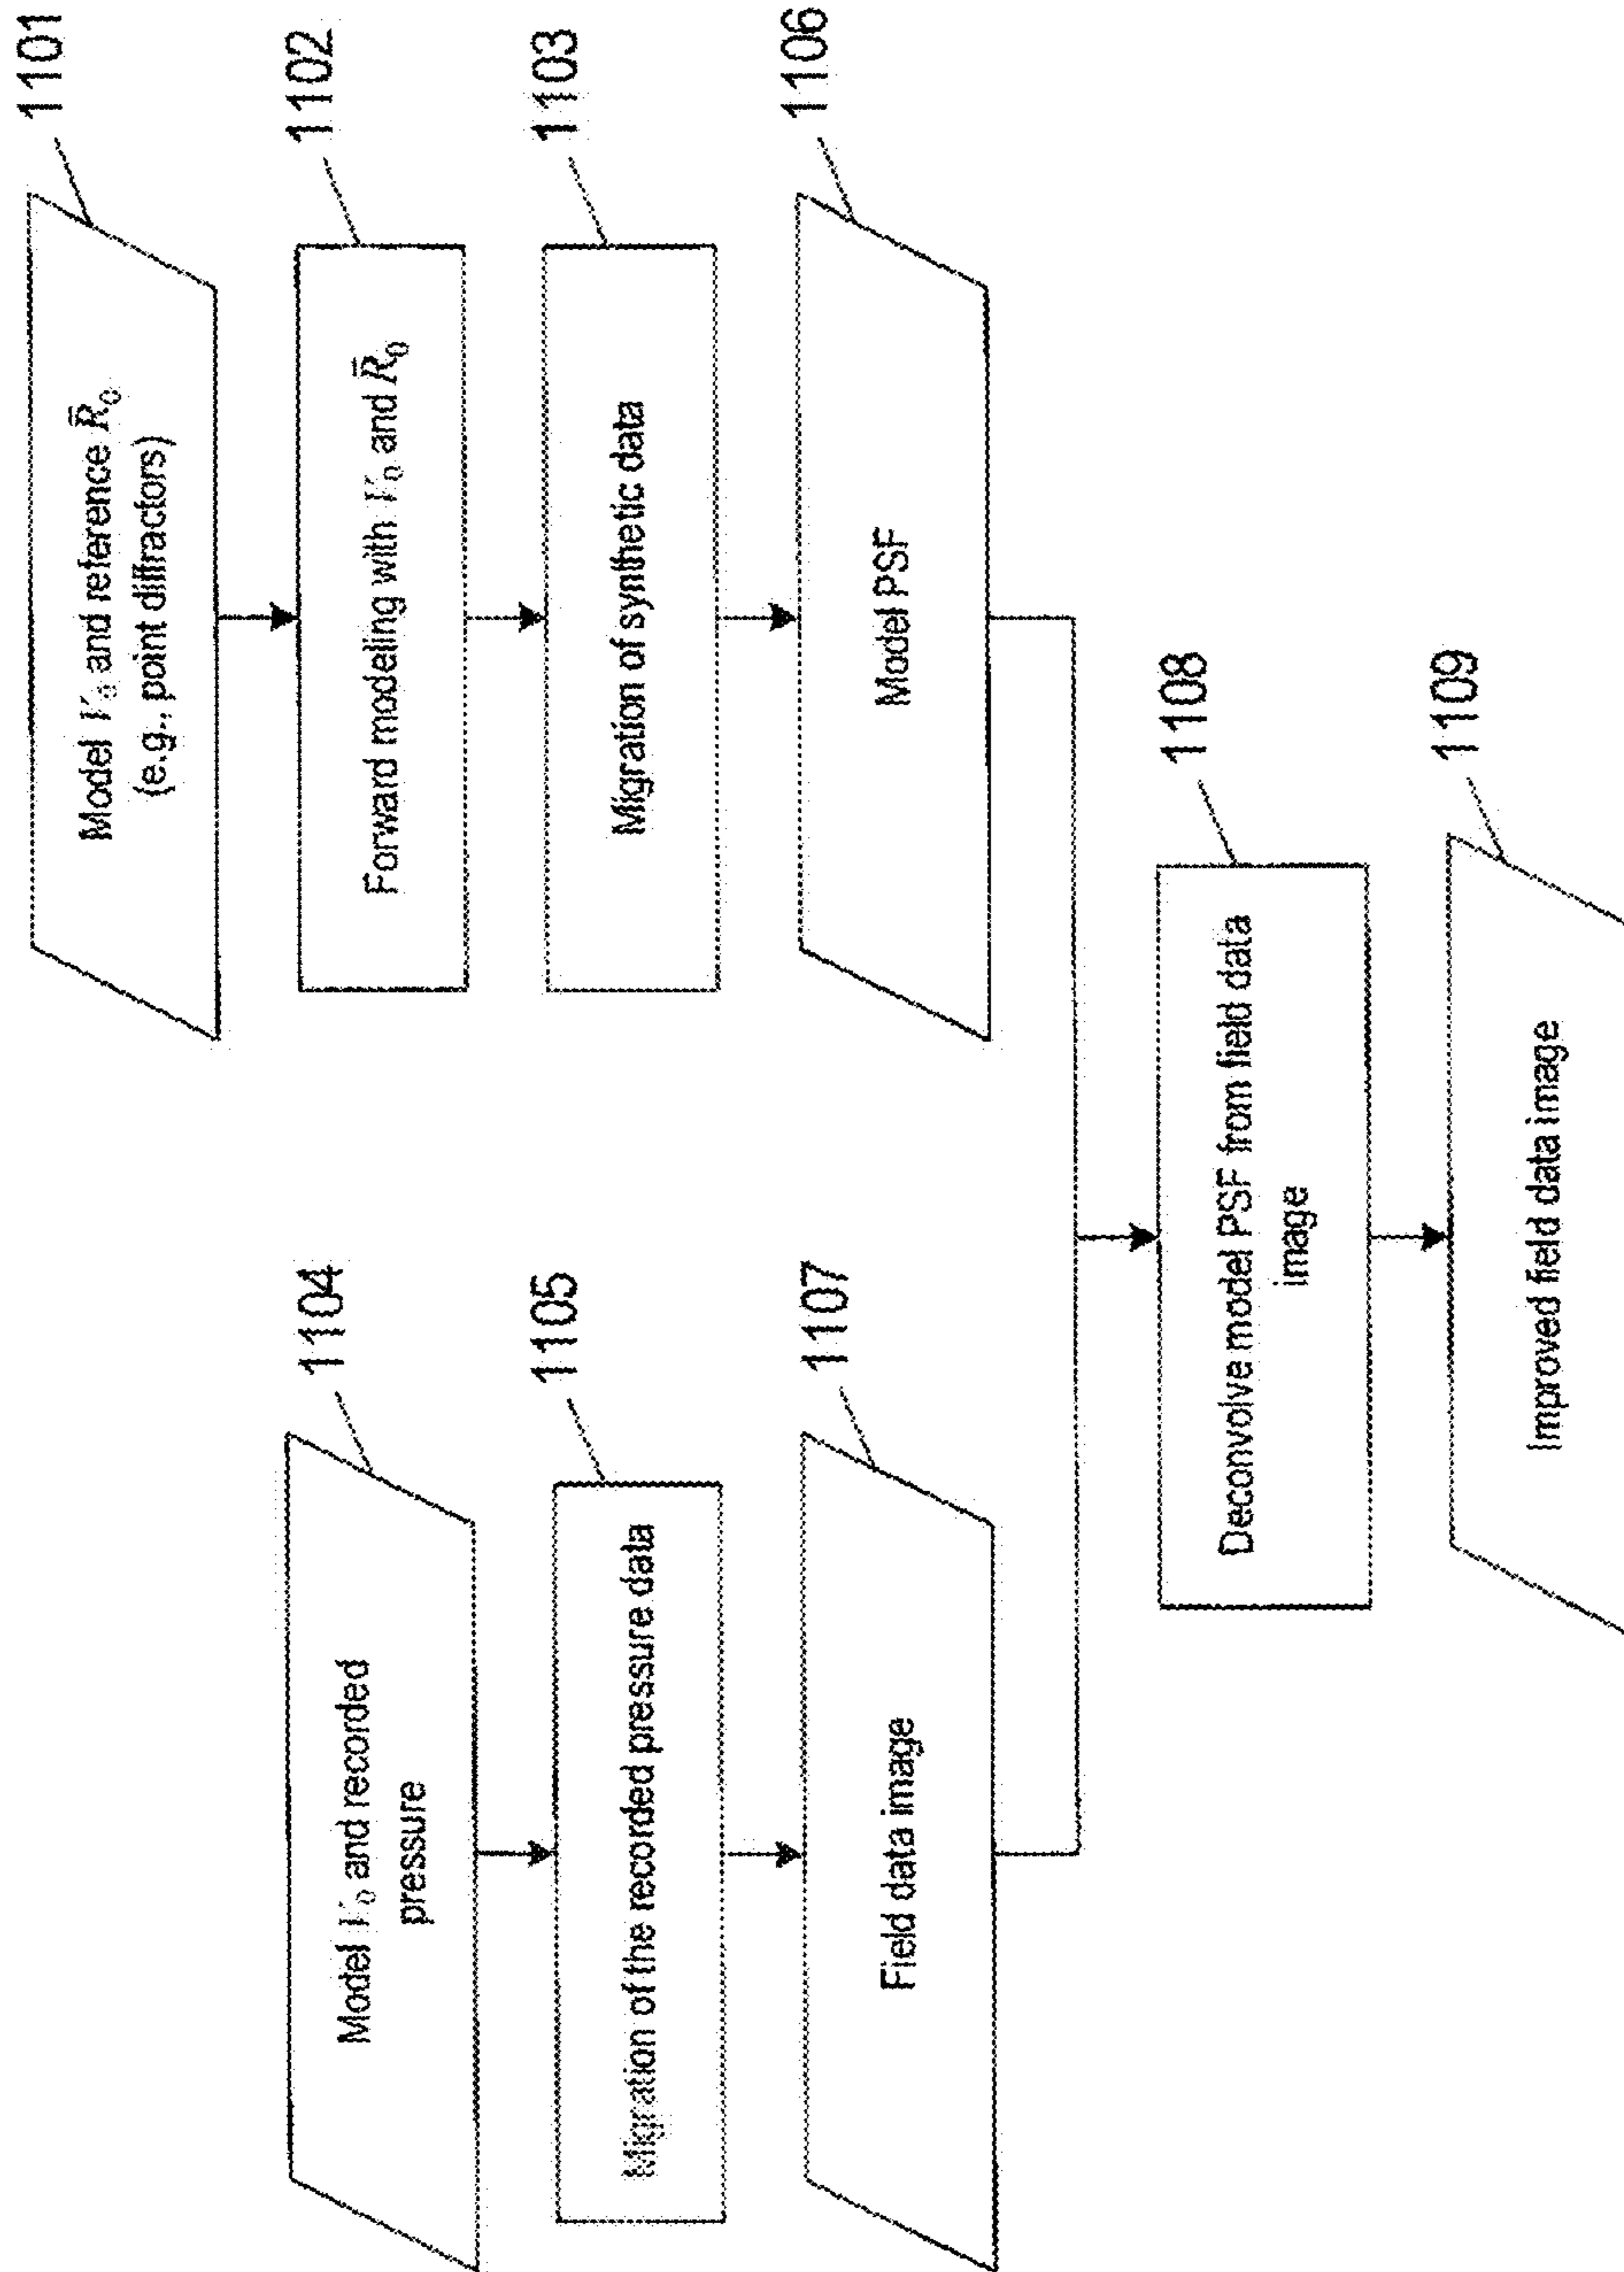 1101
Model V₀ and reference R̄₀
(e.g., point diffractors)
1102
Forward modeling with V₀ and R̄₀
1103
Migration of synthetic data
1106
Model PSF
1104
Model V₀ and recorded
pressure
1105
Migration of the recorded pressure data
1107
Field data image
1108
Deconvolve model PSF from field data
image
1109
Improved field data image